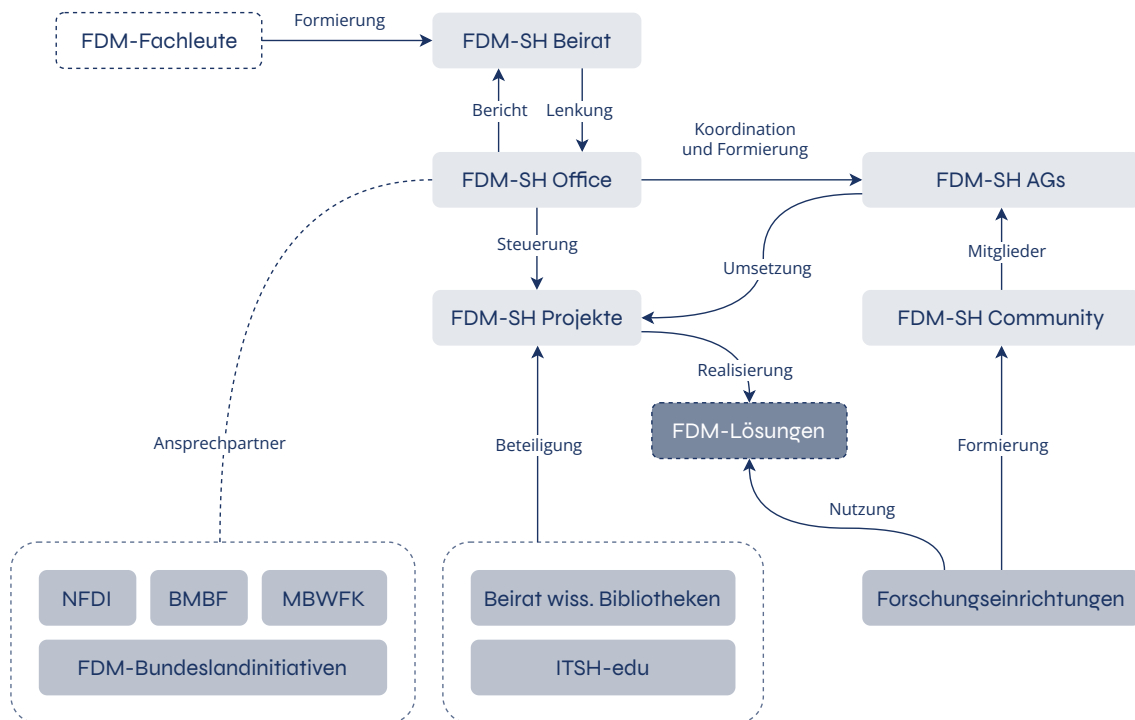 Formierung
FDM-Fachleute
FDM-SH Beirat
Bericht
Lenkung
Koordination
und Formierung
FDM-SH Office
FDM-SH AGs
Steuerung
Mitglieder
Umsetzung
FDM-SH Projekte
FDM-SH Community
Realisierung
FDM-Lösungen
Ansprechpartner
Beteiligung
Formierung
Nutzung
NFDI
BMBF
MBWFK
Beirat wiss. Bibliotheken
Forschungseinrichtungen
FDM-Bundeslandinitiativen
ITSH-edu